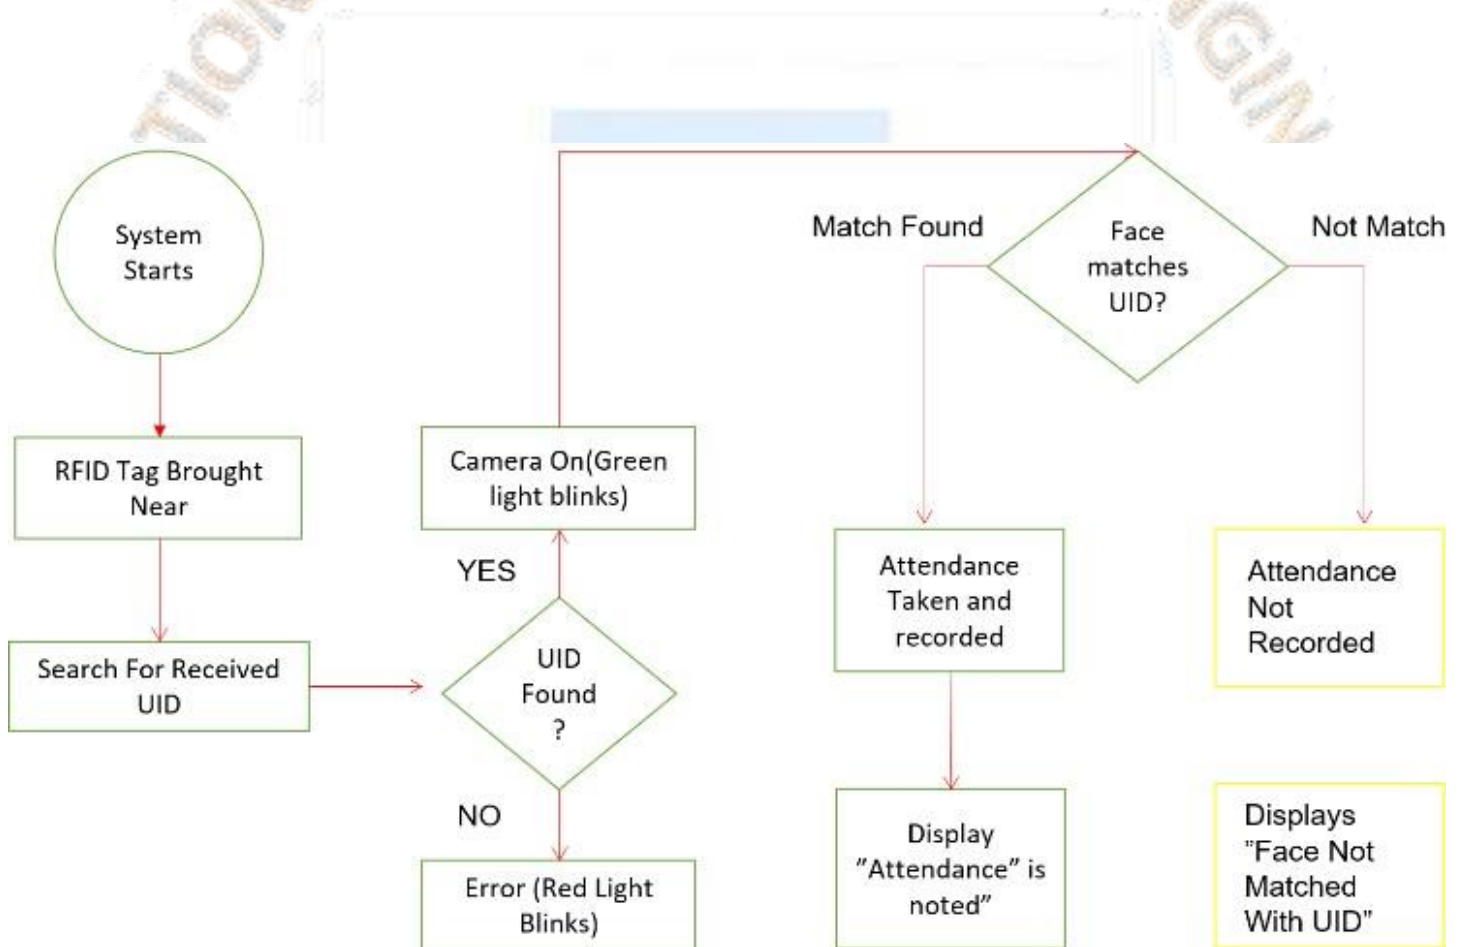 TION
NGIN
System
Starts
RFID Tag Brought
Near
Search For Received
UID
Camera On(Green
light blinks)
YES
UID
Found
?
NO
Error (Red Light
Blinks)
Match Found
Face
matches
UID?
Not Match
Attendance
Taken and
recorded
Display
"Attendance" is
noted"
Attendance
Not
Recorded
Displays
"Face Not
Matched
With UID"